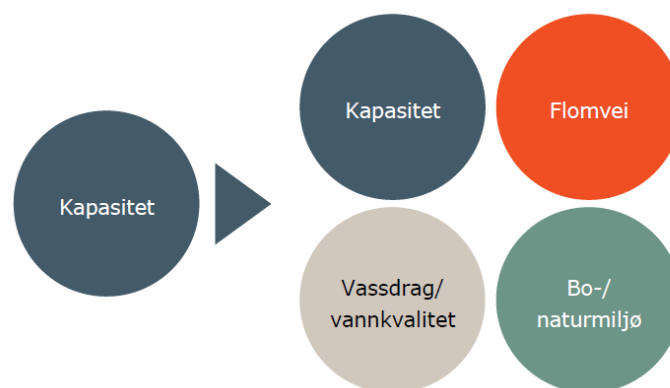 Kapasitet
Kapasitet
Flomvei
Vassdrag/
vannkvalitet
Bo-/
naturmiljø